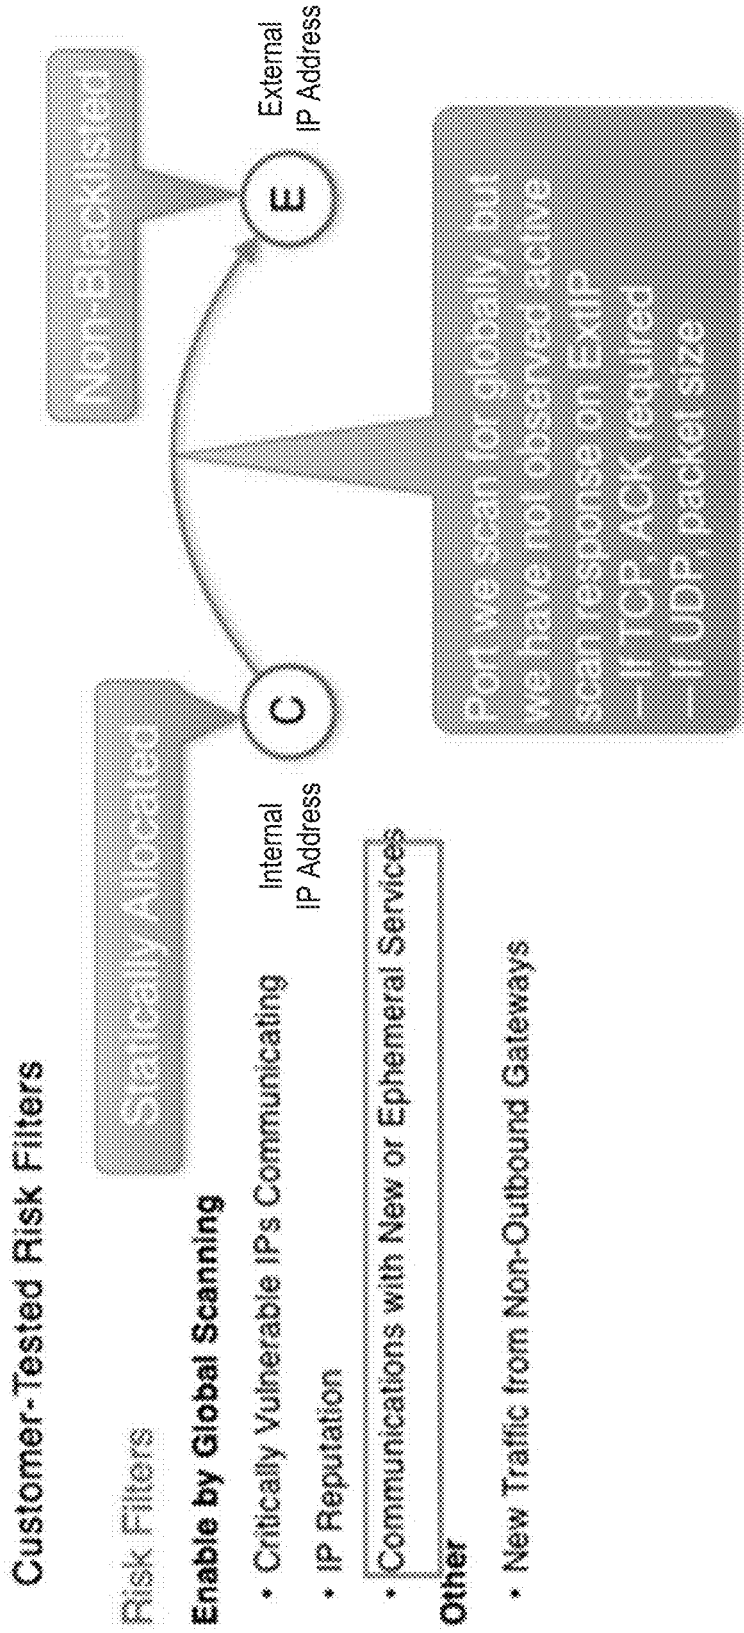 Customer-Tested Risk Filters
Risk Filters
Enable by Global Scanning
• Critically Vulnerable IPs Communicating
• IP Reputation
• Communications with New or Ephemeral Services
Other
• New Traffic from Non-Outbound Gateways
Statically Allocated
Non-Blacklisted
Internal
IP Address
C
E
External
IP Address
Port we scan for globally, but
we have not observed active
scan response on ExIIP
— If TCP, ACK required
— If UDP, packet size